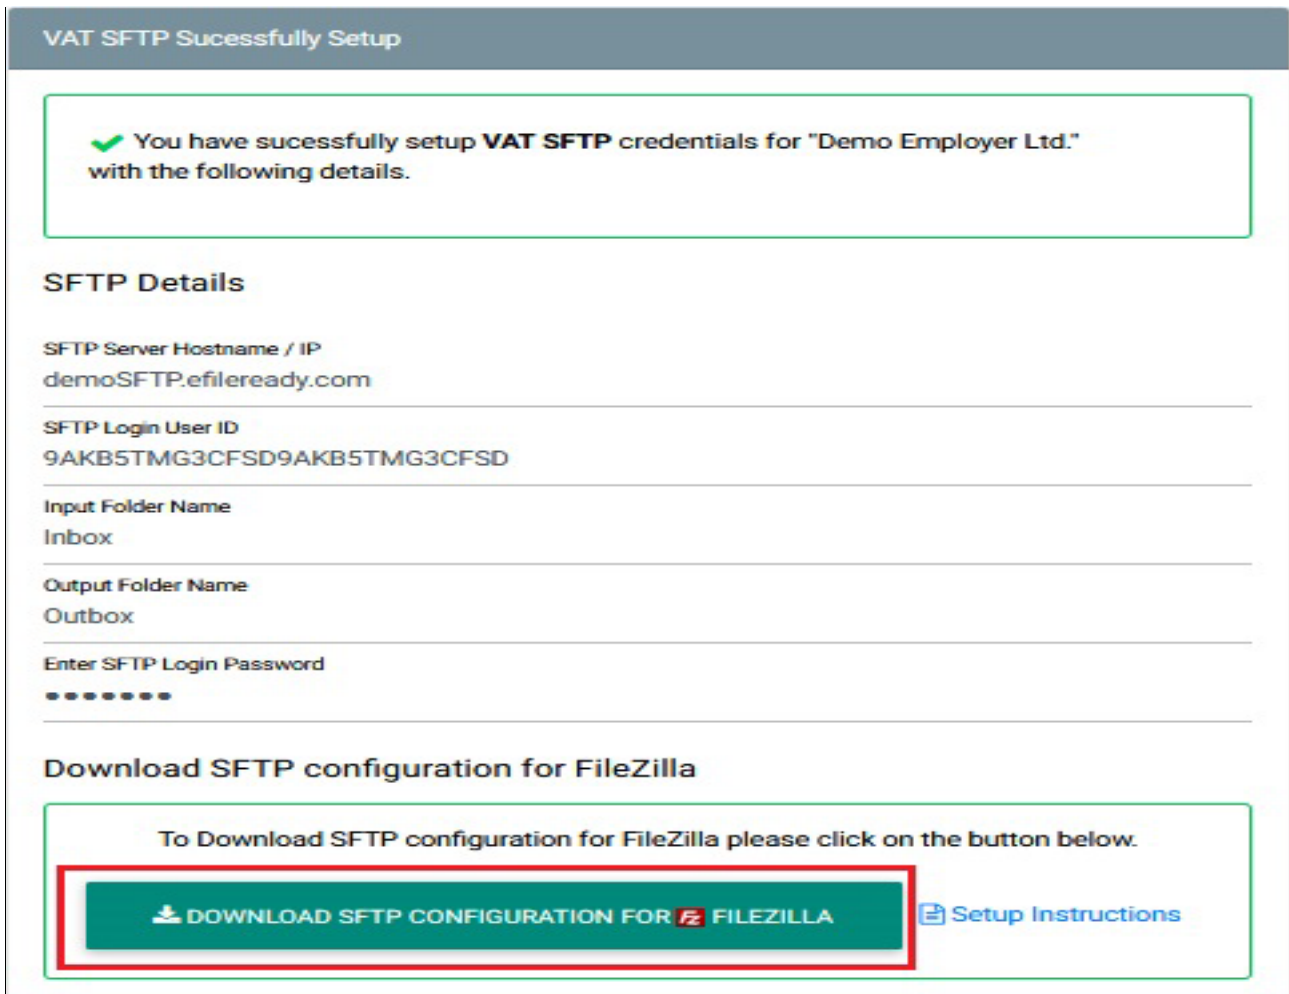 VAT SFTP Sucessfully Setup
You have sucessfully setup VAT SFTP credentials for "Demo Employer Ltd."
with the following details.
SFTP Details
SFTP Server Hostname / IP
demoSFTP.efileready.com
SFTP Login User ID
9AKB5TMG3CFSD9AKB5TMG3CFSD
Input Folder Name
Inbox
Output Folder Name
Outbox
Enter SFTP Login Password
•••••••
Download SFTP configuration for FileZilla
To Download SFTP configuration for FileZilla please click on the button below.
DOWNLOAD SFTP CONFIGURATION FOR Fz FILEZILLA
Setup Instructions